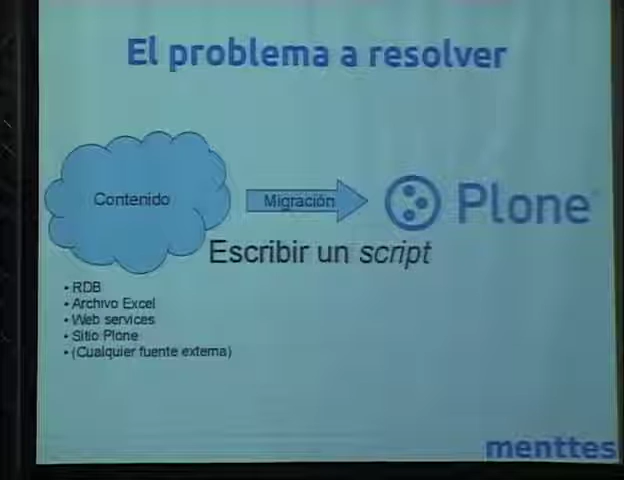 El problema a resolver
Contenido
Migración
Plone
Escribir un script
• RDB
• Archivo Excel
• Web services
• Sitio Plone
• (Cualquier fuente externa)
menttes